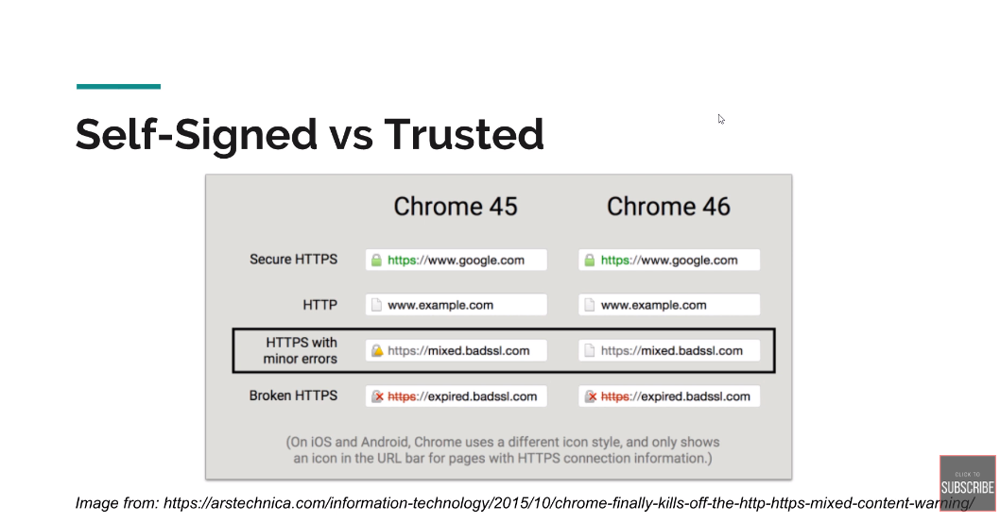 Self-Signed vs Trusted
Chrome 45 Chrome 46
Secure HTTPS https://www.google.com https://www.google.com
HTTP www.example.com www.example.com
HTTPS with
minor errors https://mixed.badssl.com https://mixed.badssl.com
Broken HTTPS https://expired.badssl.com https://expired.badssl.com
(On iOS and Android, Chrome uses a different icon style, and only shows
an icon in the URL bar for pages with HTTPS connection information.)
CLICK TO
SUBSCRIBE
Image from: https://arstechnica.com/information-technology/2015/10/chrome-finally-kills-off-the-http-https-mixed-content-warning/